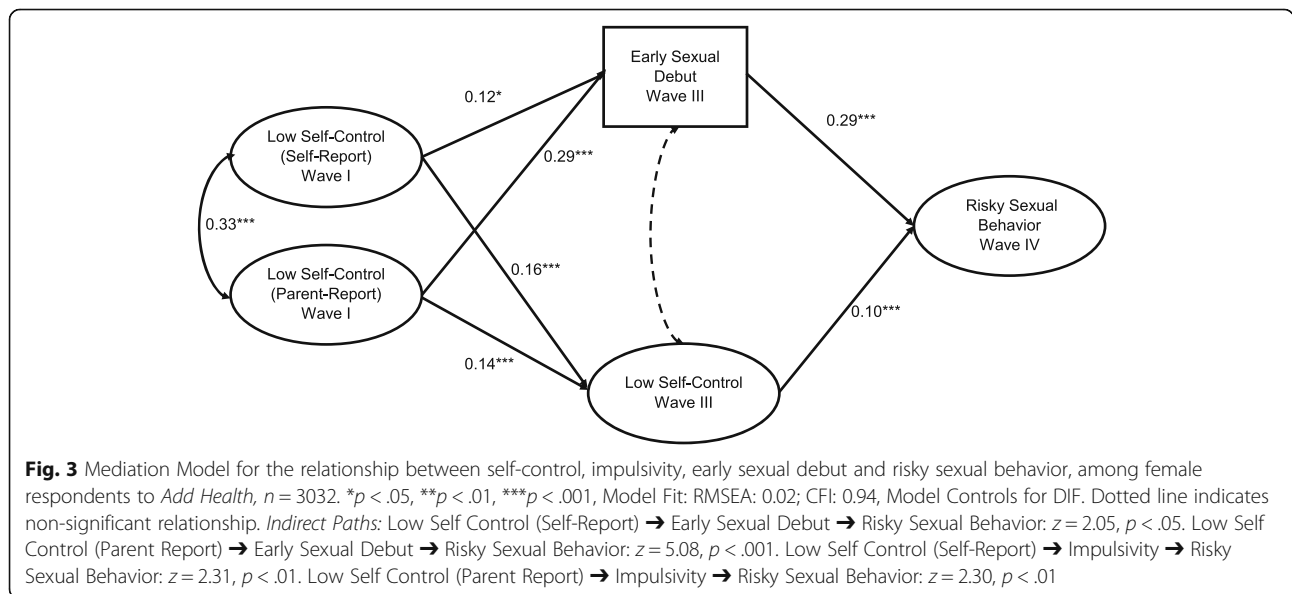 Early Sexual
Debut
Wave III
0.12*
Low Self-Control
(Self-Report)
Wave I
0.29***
0.29***
0.33***
Risky Sexual
Behavior
Wave IV
Low Self-Control
(Parent-Report)
Wave I
0.16***
0.10***
0.14***
Low Self-Control
Wave III
Fig. 3 Mediation Model for the relationship between self-control, impulsivity, early sexual debut and risky sexual behavior, among female
respondents to Add Health, n = 3032. *p < .05, **p < .01, ***p < .001, Model Fit: RMSEA: 0.02; CFI: 0.94, Model Controls for DIF. Dotted line indicates
non-significant relationship. Indirect Paths: Low Self Control (Self-Report) ➔ Early Sexual Debut ➔ Risky Sexual Behavior: z = 2.05, p < .05. Low Self
Control (Parent Report) ➔ Early Sexual Debut ➔ Risky Sexual Behavior: z = 5.08, p < .001. Low Self Control (Self-Report) ➔ Impulsivity ➔ Risky
Sexual Behavior: z = 2.31, p < .01. Low Self Control (Parent Report) ➔ Impulsivity ➔ Risky Sexual Behavior: z = 2.30, p < .01